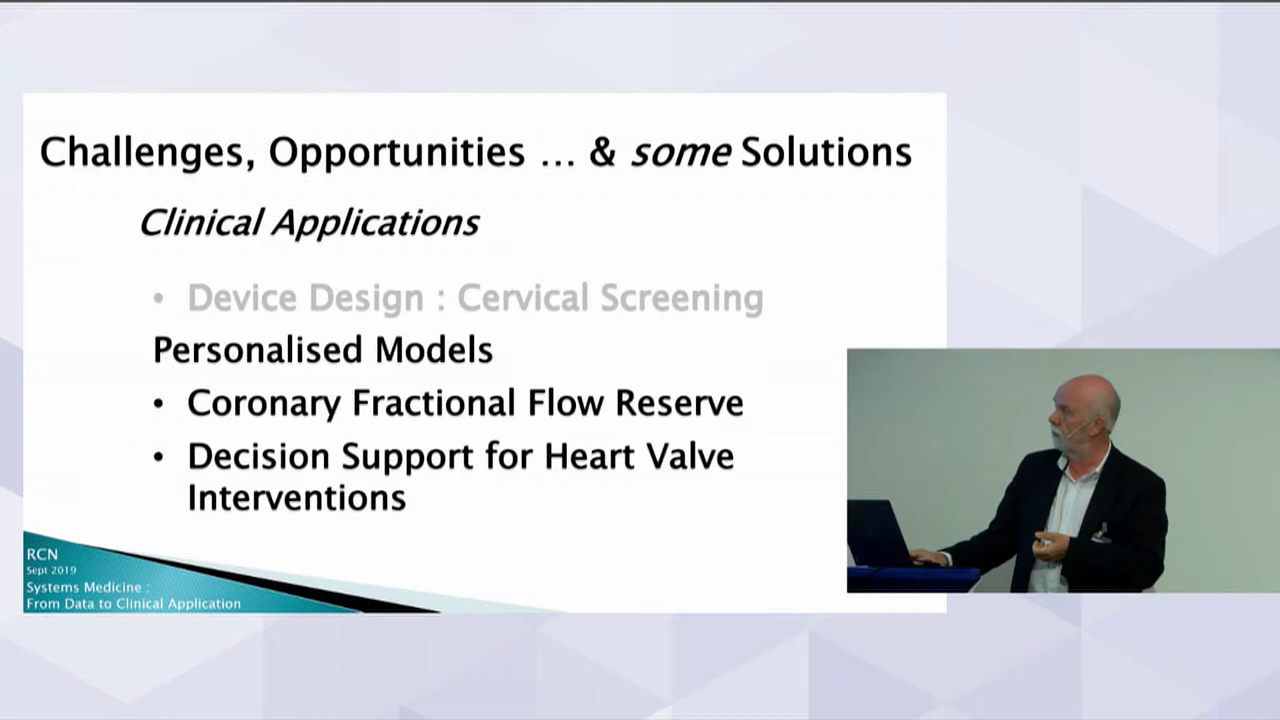 Challenges, Opportunities ... & some Solutions
Clinical Applications
• Device Design : Cervical Screening
Personalised Models
• Coronary Fractional Flow Reserve
• Decision Support for Heart Valve
Interventions
RCN
Sept 2019
Systems Medicine :
From Data to Clinical Application